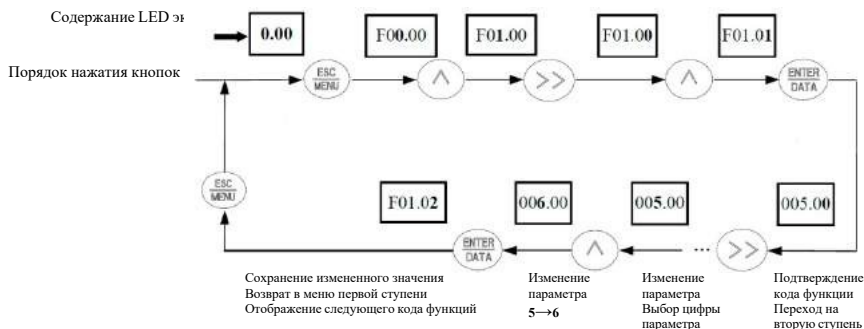 Содержание LED эк
0.00
F00.00
F01.00
F01.00
F01.01
Порядок нажатия кнопок
ESC
MENU
>>
ENTER
DATA
ESC
MENU
F01.02
006.00
005.00
005.00
ENTER
DATA
...
>>
Сохранение измененного значения
Возврат в меню первой ступени
Отображение следующего кода функций
Изменение
параметра
5→6
Изменение
параметра
Выбор цифры
параметра
Подтверждение
кода функции
Переход на
вторую ступень